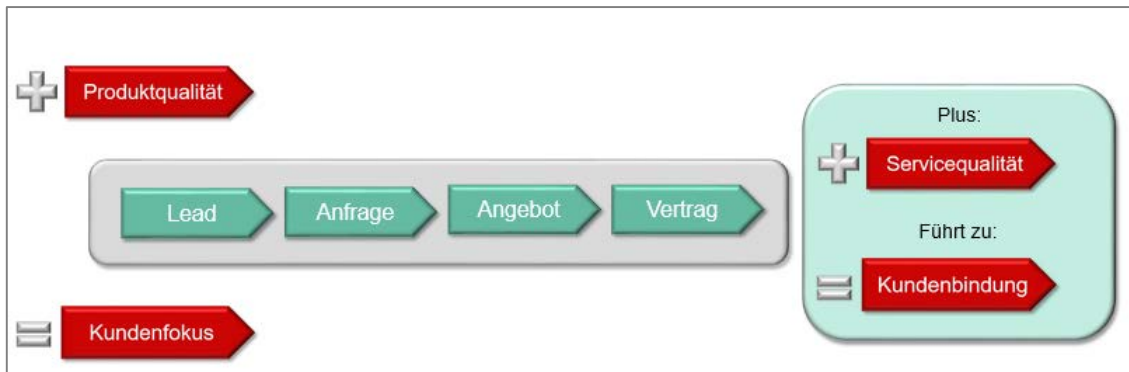 Produktqualität
Plus:
Servicequalität
Lead
Anfrage
Angebot
Vertrag
Führt zu:
Kundenbindung
Kundenfokus